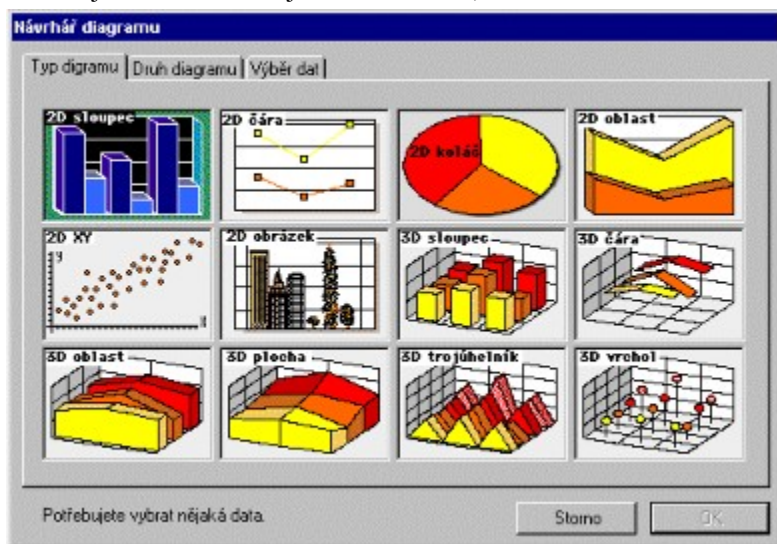 Návrhář diagramu
Typ digramu Druh diagramu Výběr dat
2D sloupec 2D čára 2D koláč 2D oblast
2D XY 2D obrázek 3D sloupec 3D čára
3D oblast 3D plocha 3D trojúhelník 3D vrchol
Potřebujete vybrat nějaká data. Storno OK